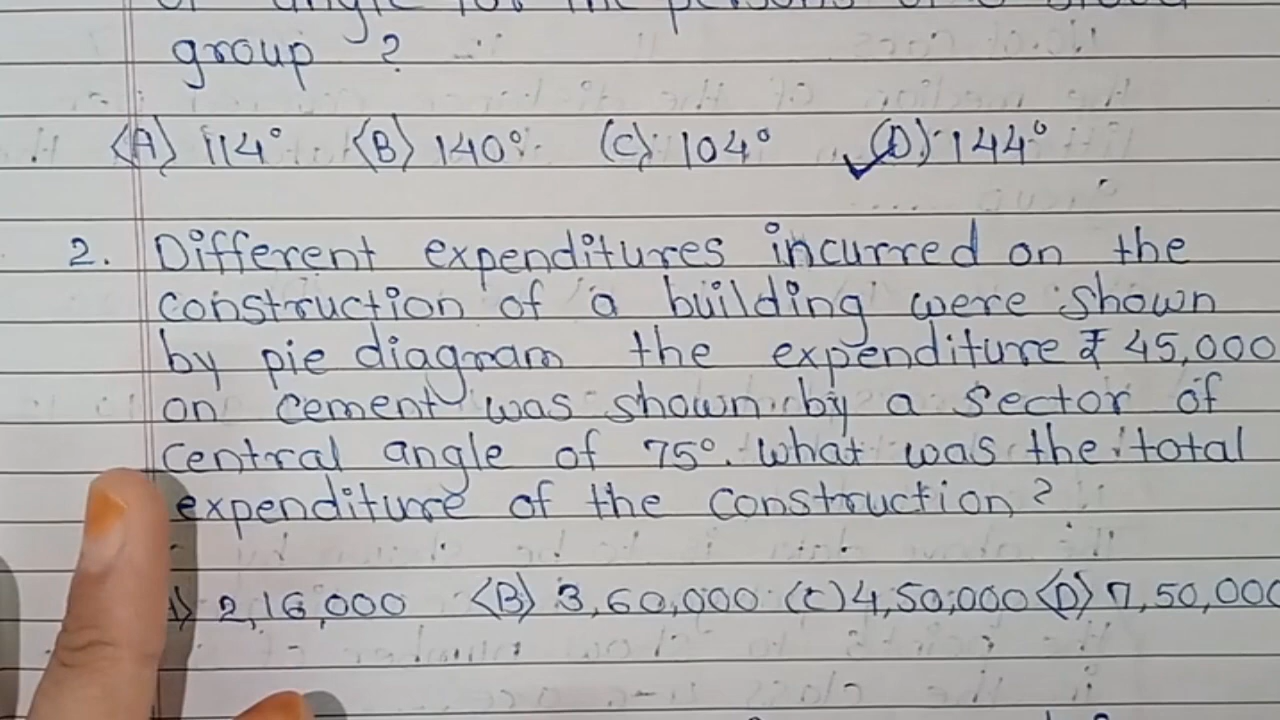 group ?
(A) 114° (B) 140° (C) 104° (D) 144°
2. Different expenditures incurred on the
construction of a building were shown
by pie diagram the expenditure ₹ 45,000
on cement was shown by a sector of
central angle of 75°. what was the total
expenditure of the construction ?
A) 2,16,000 (B) 3,60,000 (C) 4,50,000 (D) 7,50,000